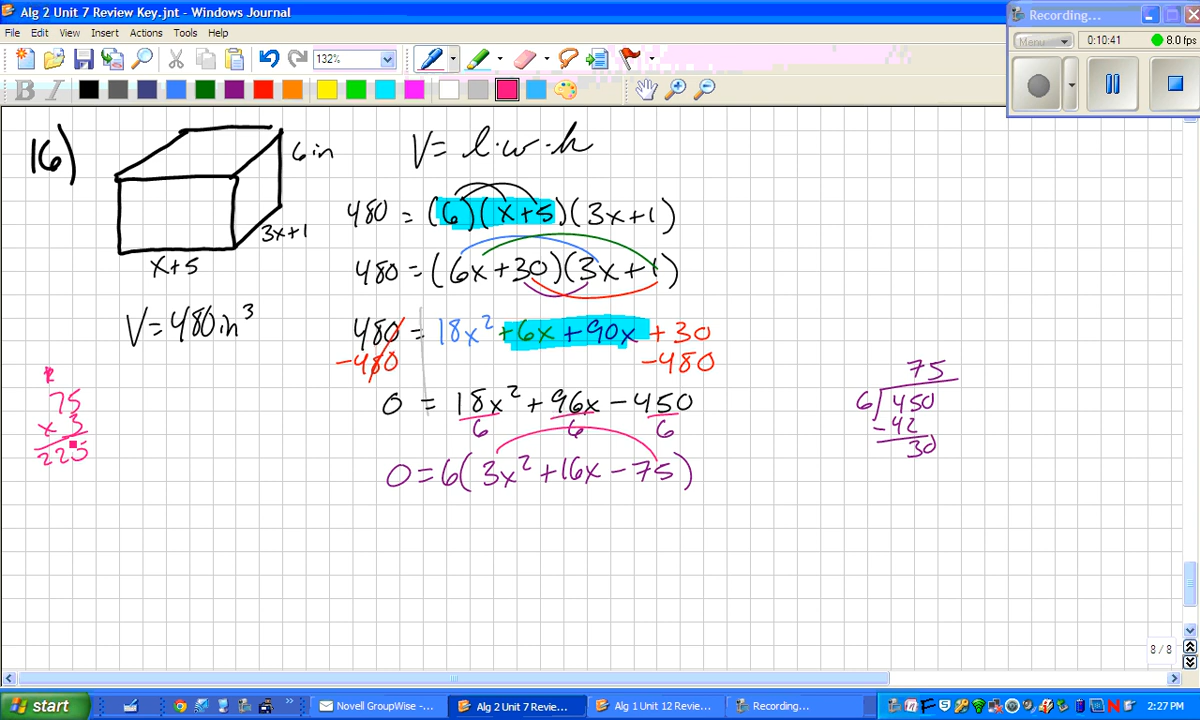 Alg 2 Unit 7 Review Key.jnt - Windows Journal
Recording...
File Edit View Insert Actions Tools Help
Menu 0:10:41 8.0 fps
132%
B I
16)
6 in
3x+1
x+5
V = 480 in³
V = l·w·h
480 = (6)(x+5)(3x+1)
480 = (6x+30)(3x+1)
480 = 18x² +6x +90x +30
-480 -480
0 = 18x² + 96x - 450
6 6 6
0 = 6(3x² +16x - 75)
1
75
x 3
225
75
6)450
-42
30
8 / 8
start
Novell GroupWise -...
Alg 2 Unit 7 Revie...
Alg 1 Unit 12 Revie...
Recording...
2:27 PM